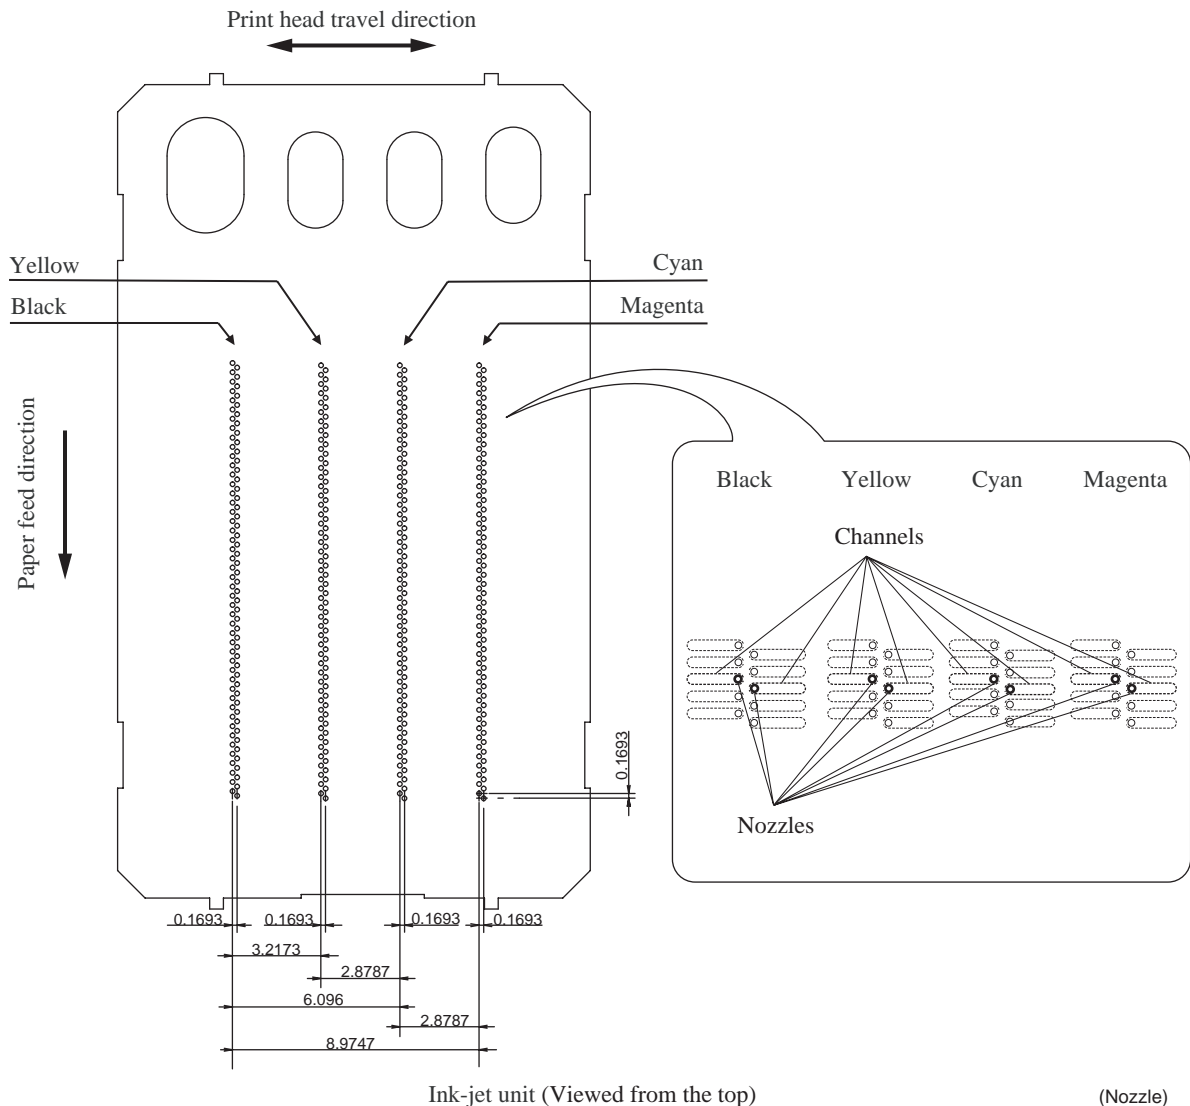 Print head travel direction
Yellow
Black
Cyan
Magenta
Paper feed direction
Black Yellow Cyan Magenta
Channels
Nozzles
0.1693
0.1693 0.1693 0.1693 0.1693
3.2173
2.8787
6.096
2.8787
8.9747
Ink-jet unit (Viewed from the top)
(Nozzle)